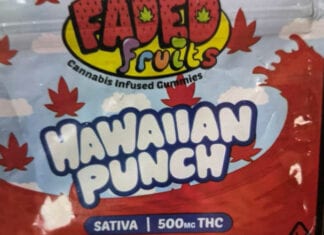 FADED
fruits
Cannabis Infused Gummies
HAWAIIAN
PUNCH
SATIVA | 500MG THC